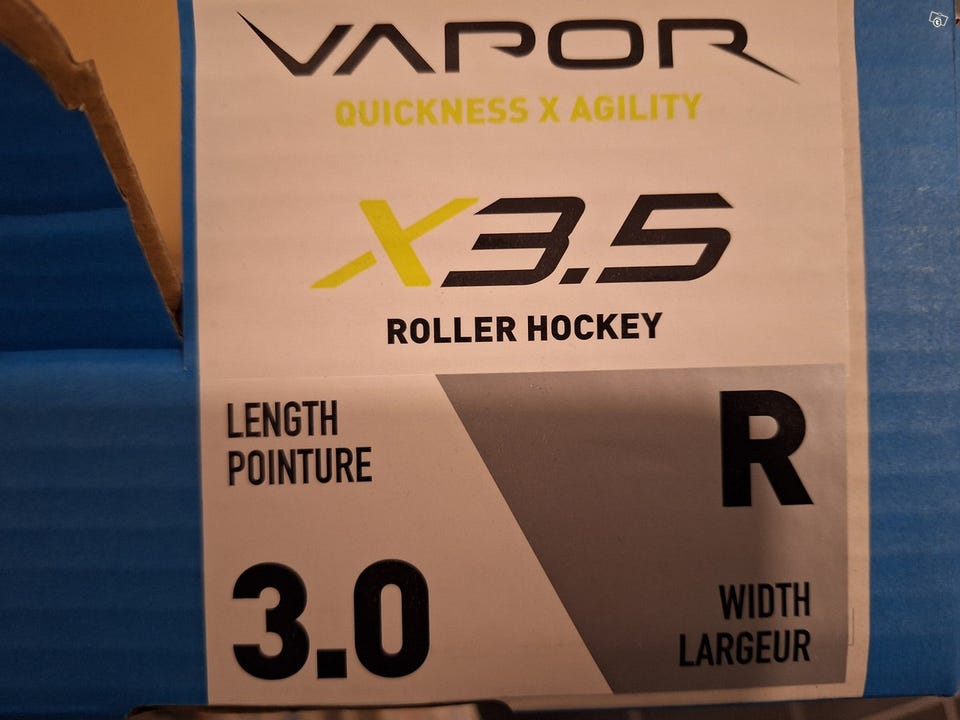 VAPOR
QUICKNESS X AGILITY
X3.5
ROLLER HOCKEY
LENGTH
POINTURE
3.0
R
WIDTH
LARGEUR